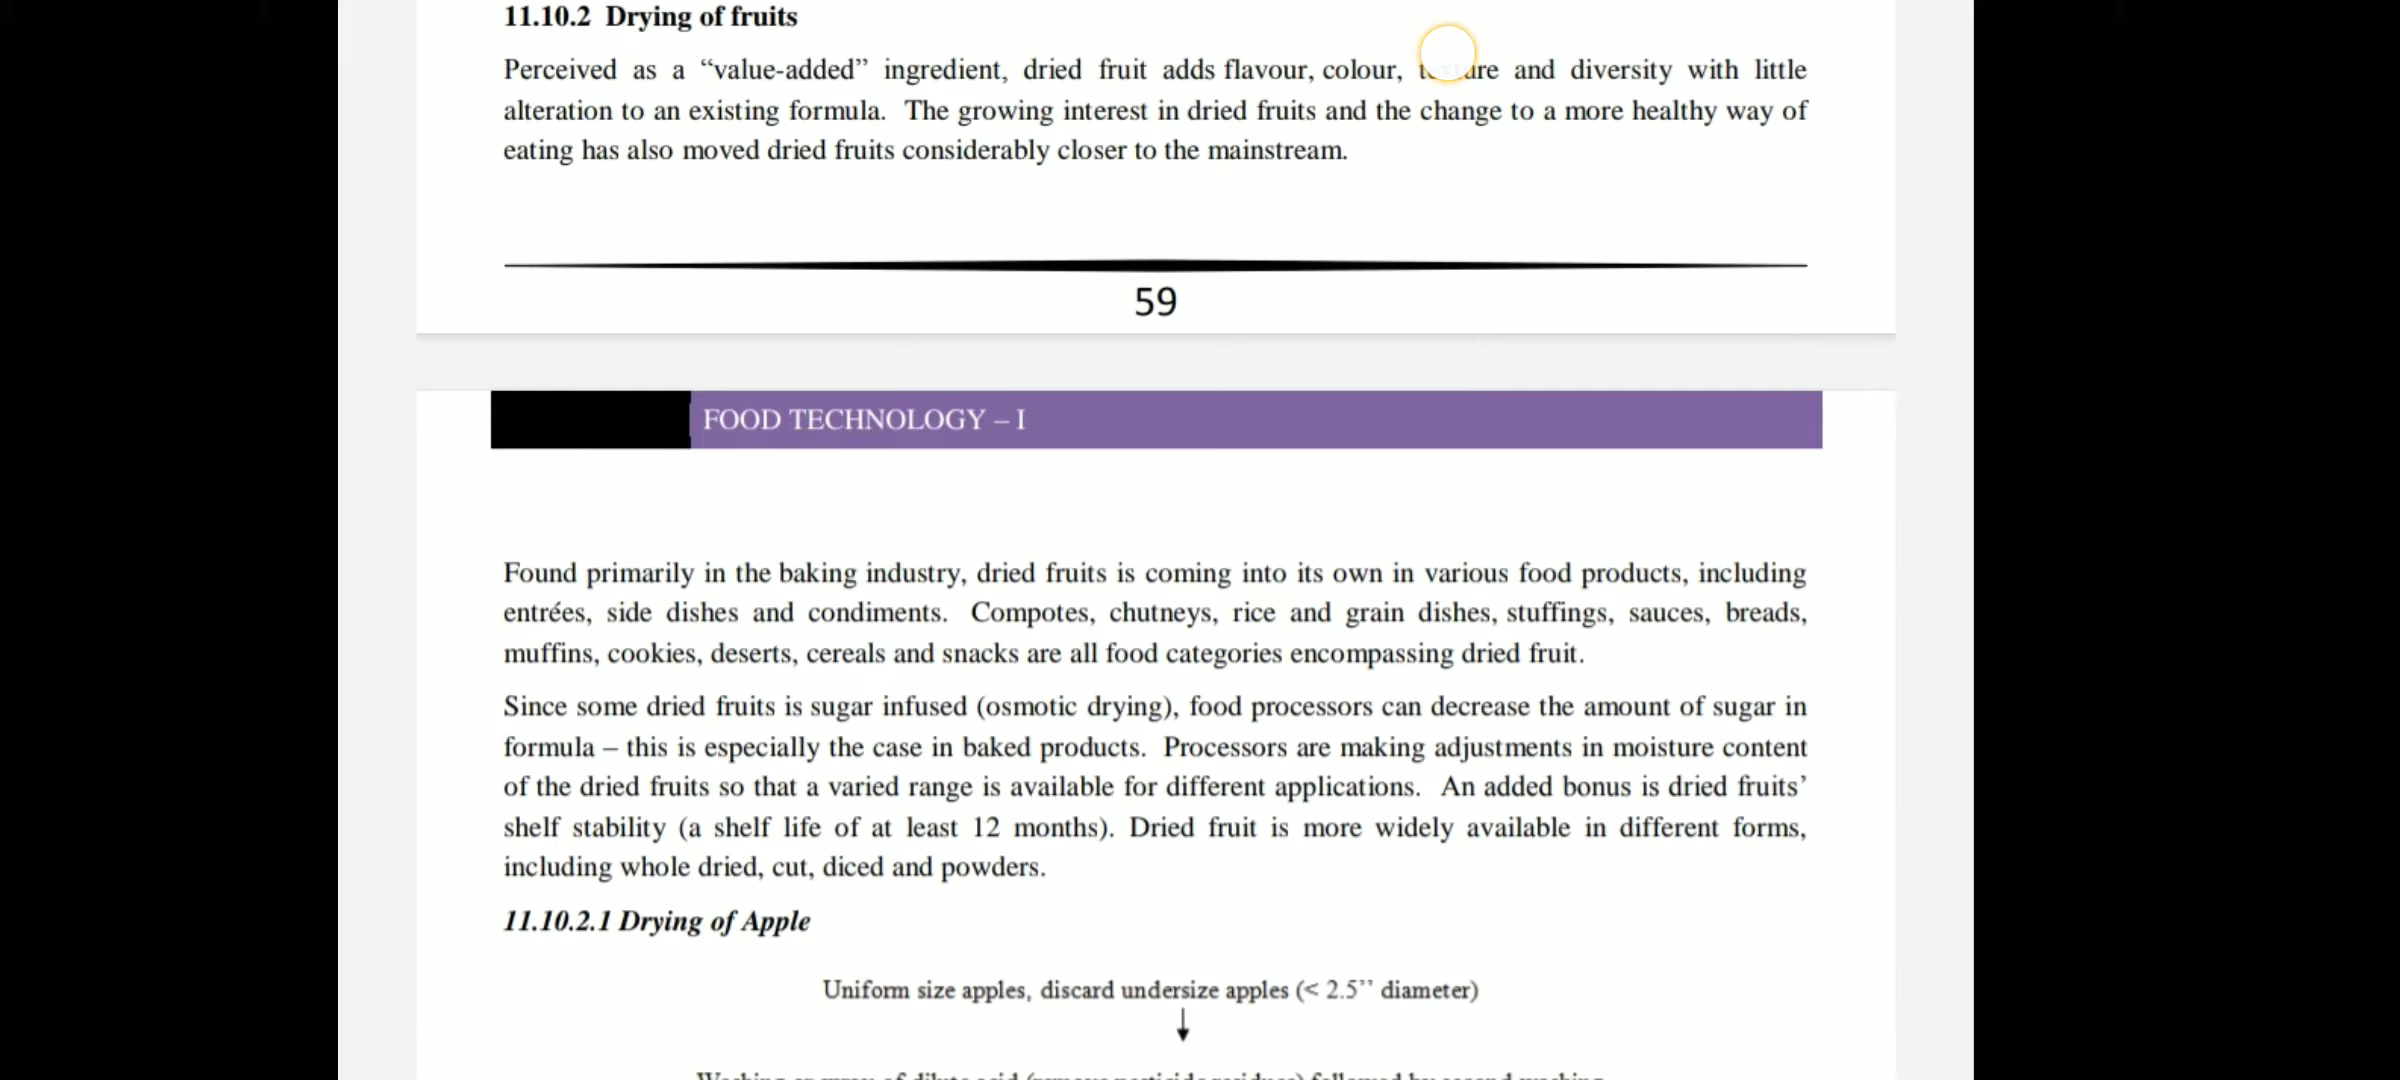 11.10.2 Drying of fruits
Perceived as a “value-added” ingredient, dried fruit adds flavour, colour, and diversity with little
alteration to an existing formula. The growing interest in dried fruits and the change to a more healthy way of
eating has also moved dried fruits considerably closer to the mainstream.
59
FOOD TECHNOLOGY – I
Found primarily in the baking industry, dried fruits is coming into its own in various food products, including
entrées, side dishes and condiments. Compotes, chutneys, rice and grain dishes, stuffings, sauces, breads,
muffins, cookies, deserts, cereals and snacks are all food categories encompassing dried fruit.
Since some dried fruits is sugar infused (osmotic drying), food processors can decrease the amount of sugar in
formula – this is especially the case in baked products. Processors are making adjustments in moisture content
of the dried fruits so that a varied range is available for different applications. An added bonus is dried fruits’
shelf stability (a shelf life of at least 12 months). Dried fruit is more widely available in different forms,
including whole dried, cut, diced and powders.
11.10.2.1 Drying of Apple
Uniform size apples, discard undersize apples (< 2.5’’ diameter)